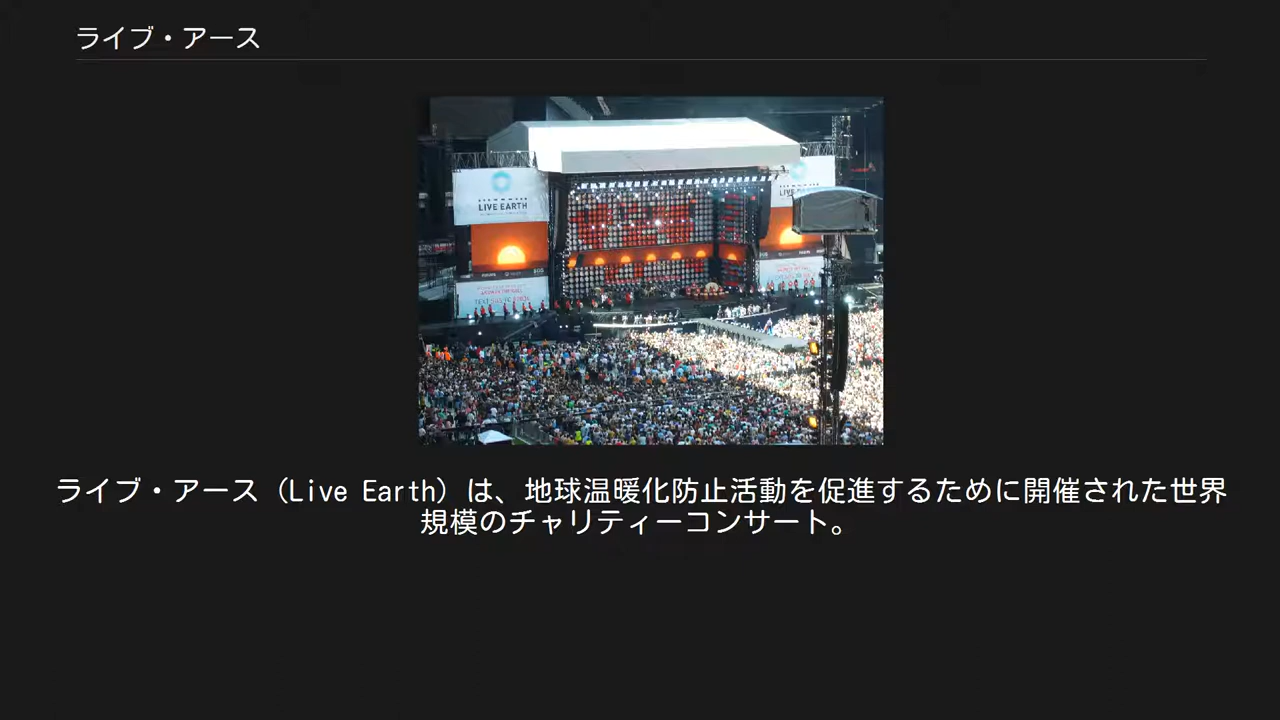 ライブ・アース
LIVE EARTH
ライブ・アース（Live Earth）は、地球温暖化防止活動を促進するために開催された世界
規模のチャリティーコンサート。